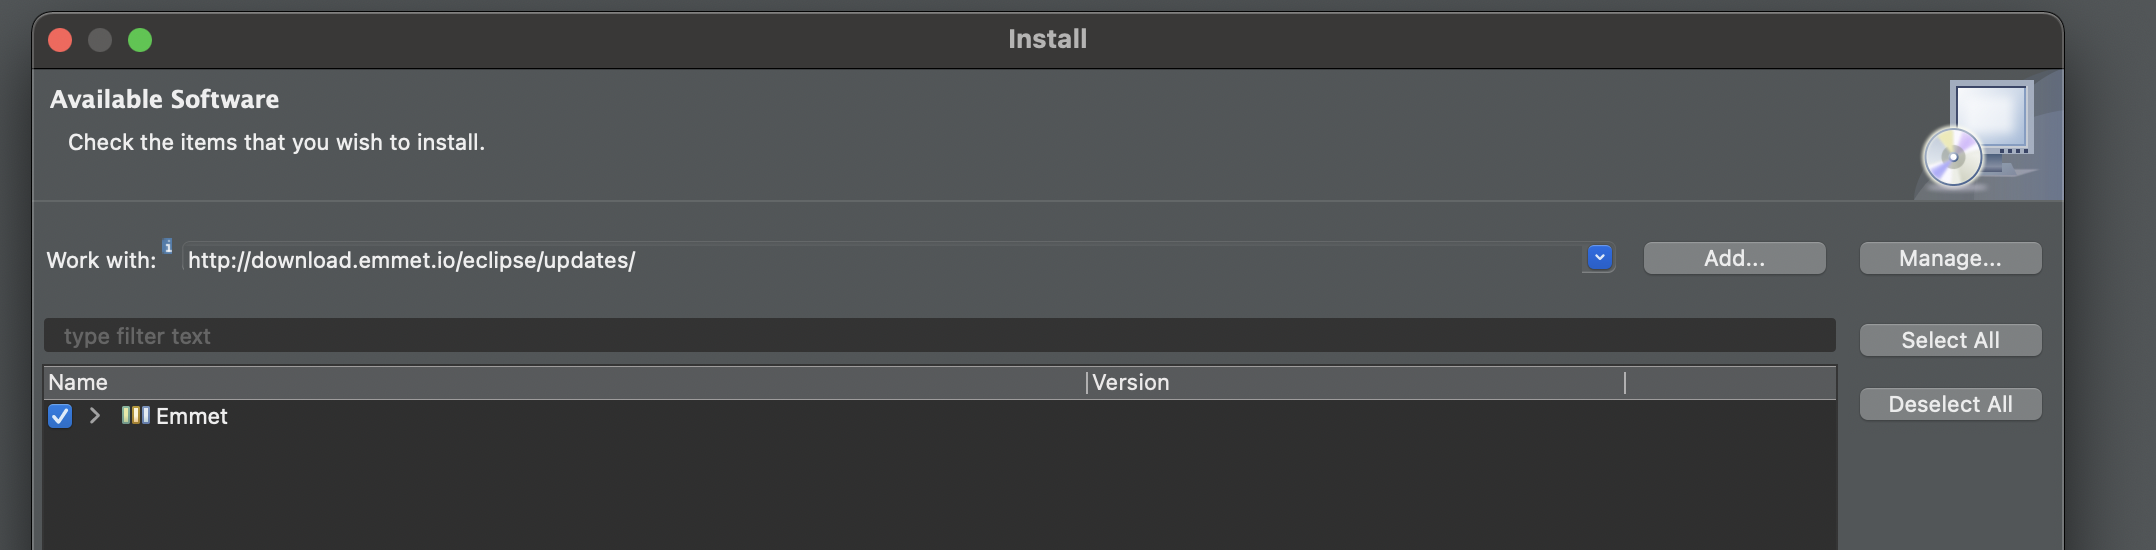 Install
Available Software
Check the items that you wish to install.
Work with: http://download.emmet.io/eclipse/updates/ Add... Manage...
type filter text
Select All
Name Version
Deselect All
Emmet